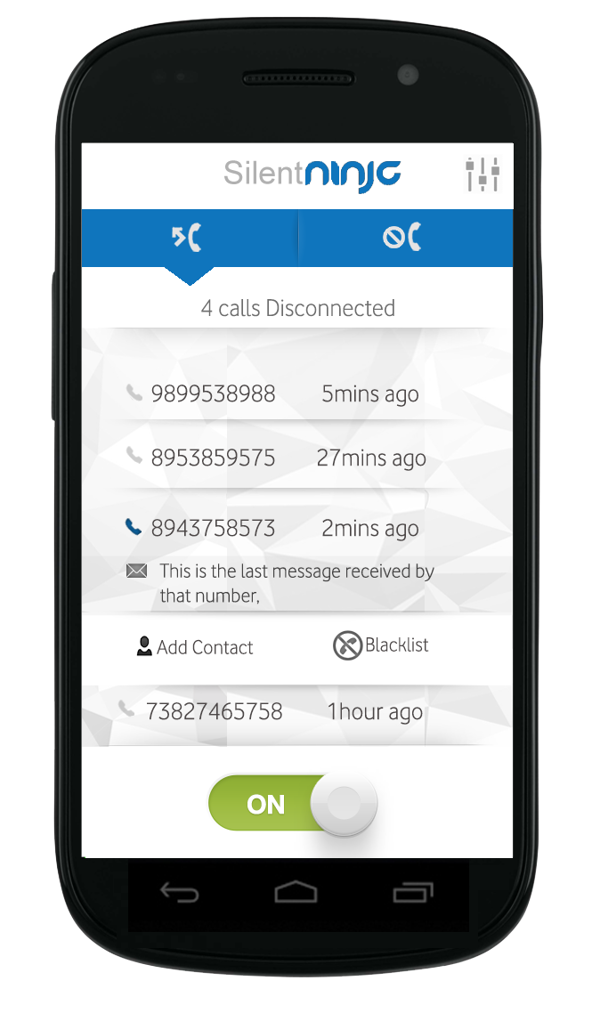 Silentninja
4 calls Disconnected
9899538988 5mins ago
8953859575 27mins ago
8943758573 2mins ago
This is the last message received by
that number,
Add Contact Blacklist
73827465758 1hour ago
ON